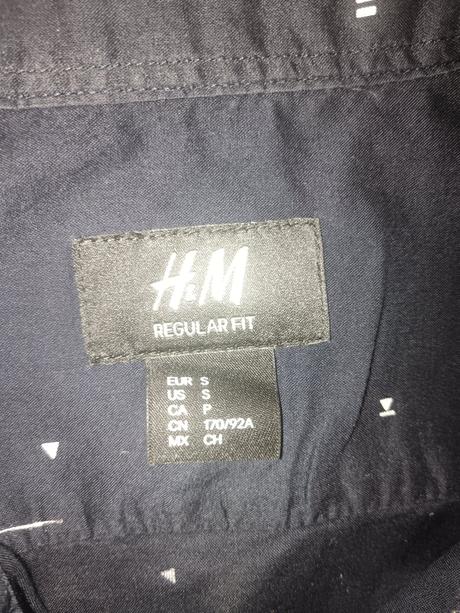 H&M
REGULAR FIT
EUR S
US S
CA P
CN 170/92A
MX CH